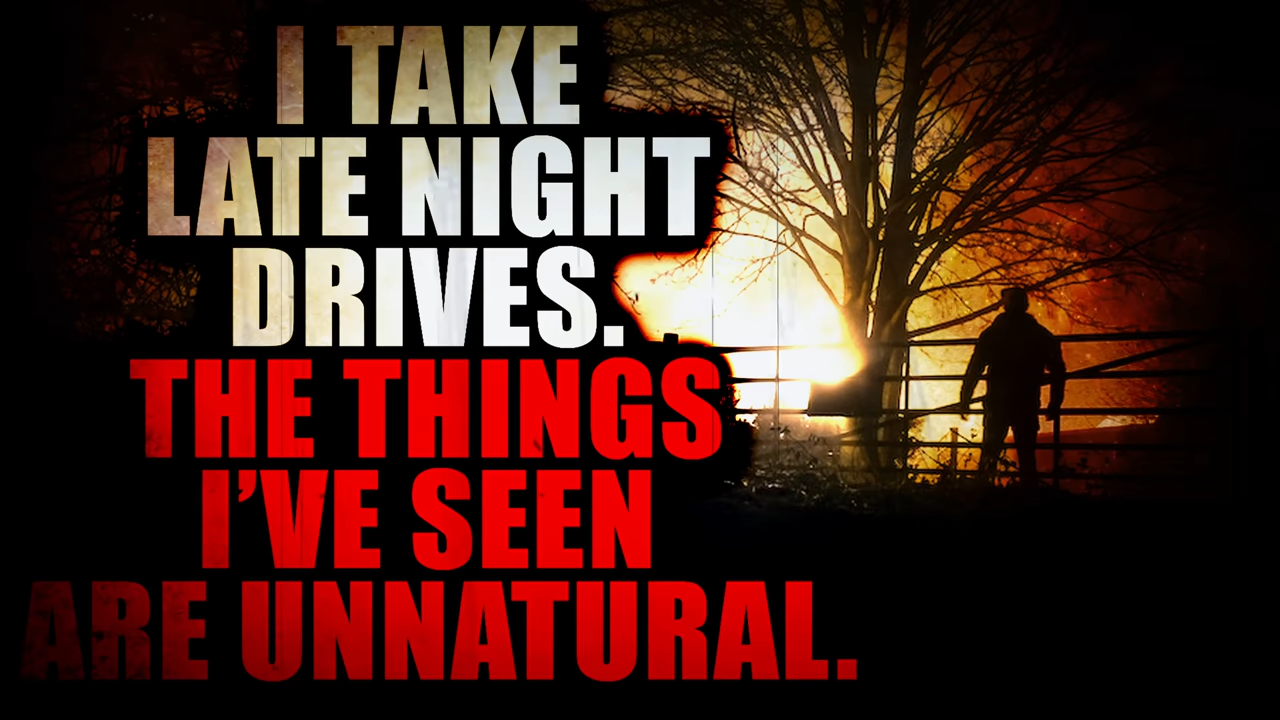 I TAKE
LATE NIGHT
DRIVES.
THE THINGS
I'VE SEEN
ARE UNNATURAL.